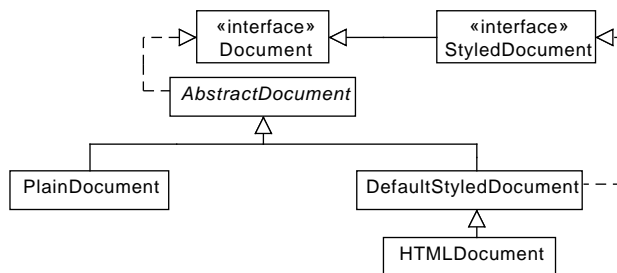 «interface»
Document
«interface»
StyledDocument
AbstractDocument
PlainDocument
DefaultStyledDocument
HTMLDocument